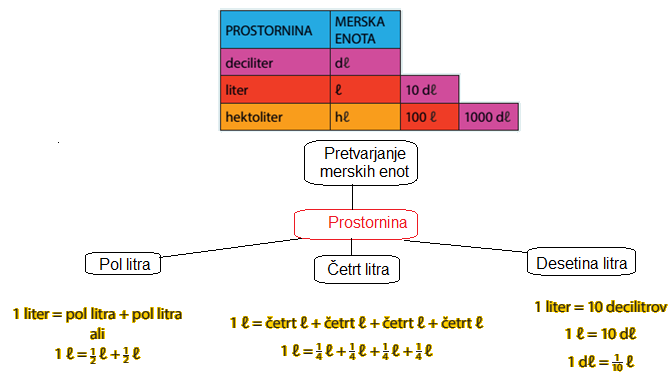 PROSTORNINA MERSKA ENOTA
deciliter dℓ
liter ℓ 10 dℓ
hektoliter hℓ 100 ℓ 1000 dℓ
Pretvarjanje
merskih enot
Prostornina
Pol litra
Četrt litra
Desetina litra
1 liter = pol litra + pol litra
ali
1 ℓ = 1/2 ℓ + 1/2 ℓ
1 ℓ = četrt ℓ + četrt ℓ + četrt ℓ + četrt ℓ
1 ℓ = 1/4 ℓ + 1/4 ℓ + 1/4 ℓ + 1/4 ℓ
1 liter = 10 decilitrov
1 ℓ = 10 dℓ
1 dℓ = 1/10 ℓ